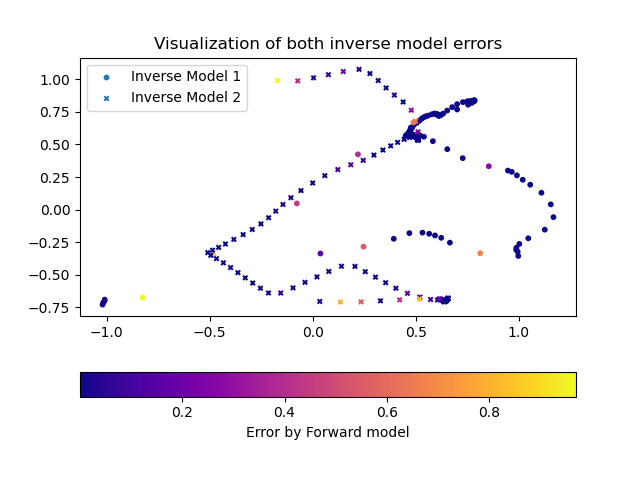 Visualization of both inverse model errors
Inverse Model 1
Inverse Model 2
1.00
0.75
0.50
0.25
0.00
−0.25
−0.50
−0.75
−1.0 −0.5 0.0 0.5 1.0
0.2 0.4 0.6 0.8
Error by Forward model